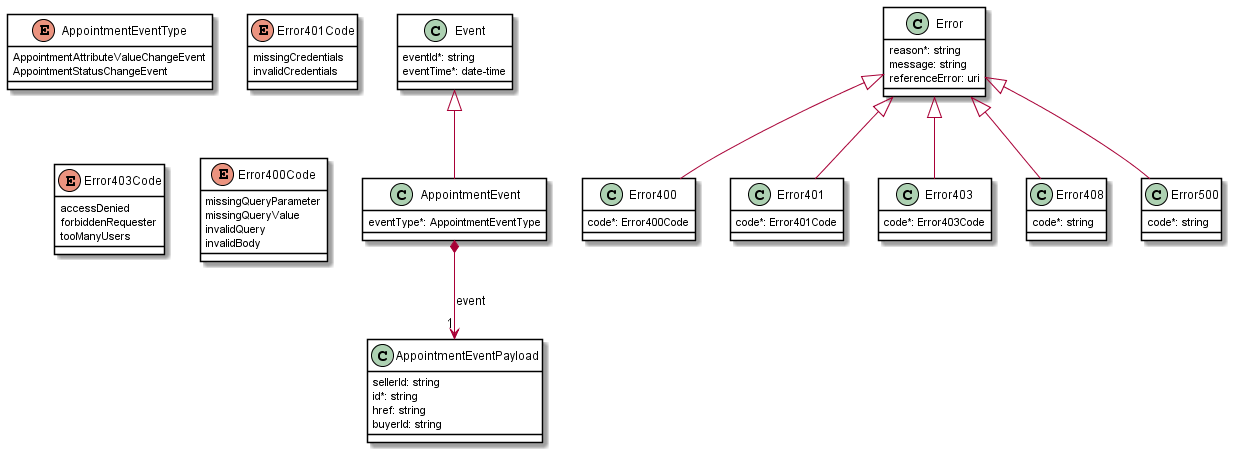 E AppointmentEventType
AppointmentAttributeValueChangeEvent
AppointmentStatusChangeEvent
E Error401Code
missingCredentials
invalidCredentials
C Event
eventId*: string
eventTime*: date-time
C Error
reason*: string
message: string
referenceError: uri
E Error403Code
accessDenied
forbiddenRequester
tooManyUsers
E Error400Code
missingQueryParameter
missingQueryValue
invalidQuery
invalidBody
C AppointmentEvent
eventType*: AppointmentEventType
C Error400
code*: Error400Code
C Error401
code*: Error401Code
C Error403
code*: Error403Code
C Error408
code*: string
C Error500
code*: string
event
1
C AppointmentEventPayload
sellerId: string
id*: string
href: string
buyerId: string